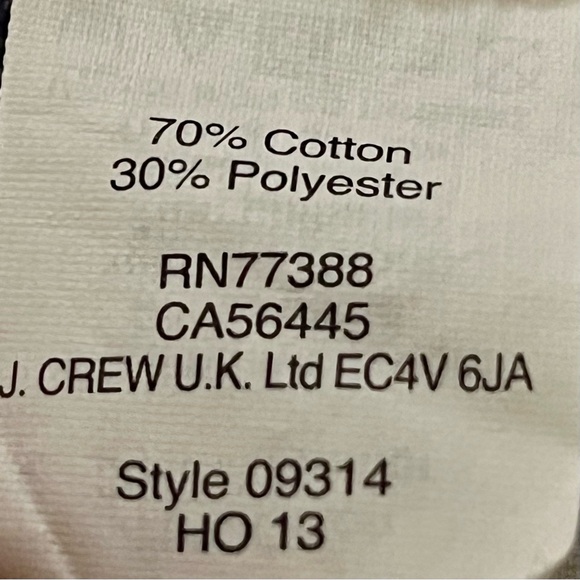 70% Cotton
30% Polyester
RN77388
CA56445
J. CREW U.K. Ltd EC4V 6JA
Style 09314
HO 13